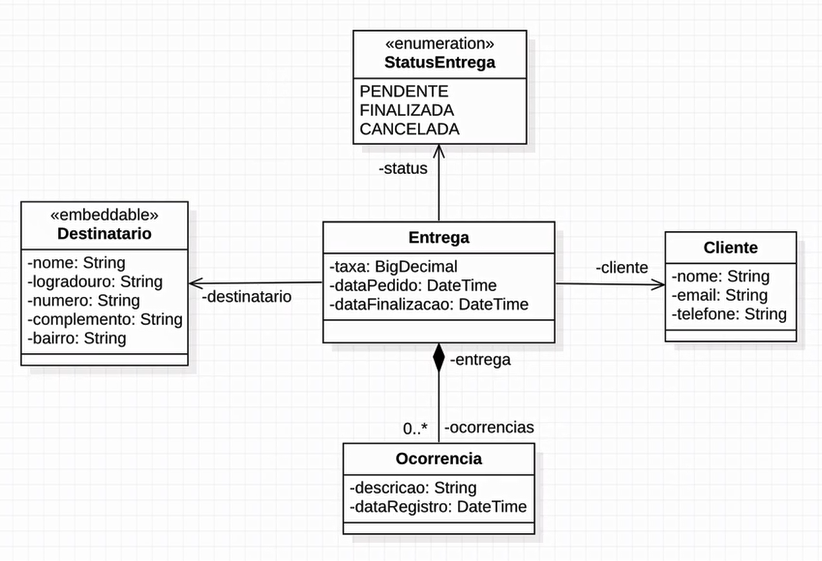 «enumeration»
StatusEntrega
PENDENTE
FINALIZADA
CANCELADA
-status
«embeddable»
Destinatario
-nome: String
-logradouro: String
-numero: String
-complemento: String
-bairro: String
-destinatario
Entrega
-taxa: BigDecimal
-dataPedido: DateTime
-dataFinalizacao: DateTime
-cliente
Cliente
-nome: String
-email: String
-telefone: String
-entrega
0..*
-ocorrencias
Ocorrencia
-descricao: String
-dataRegistro: DateTime